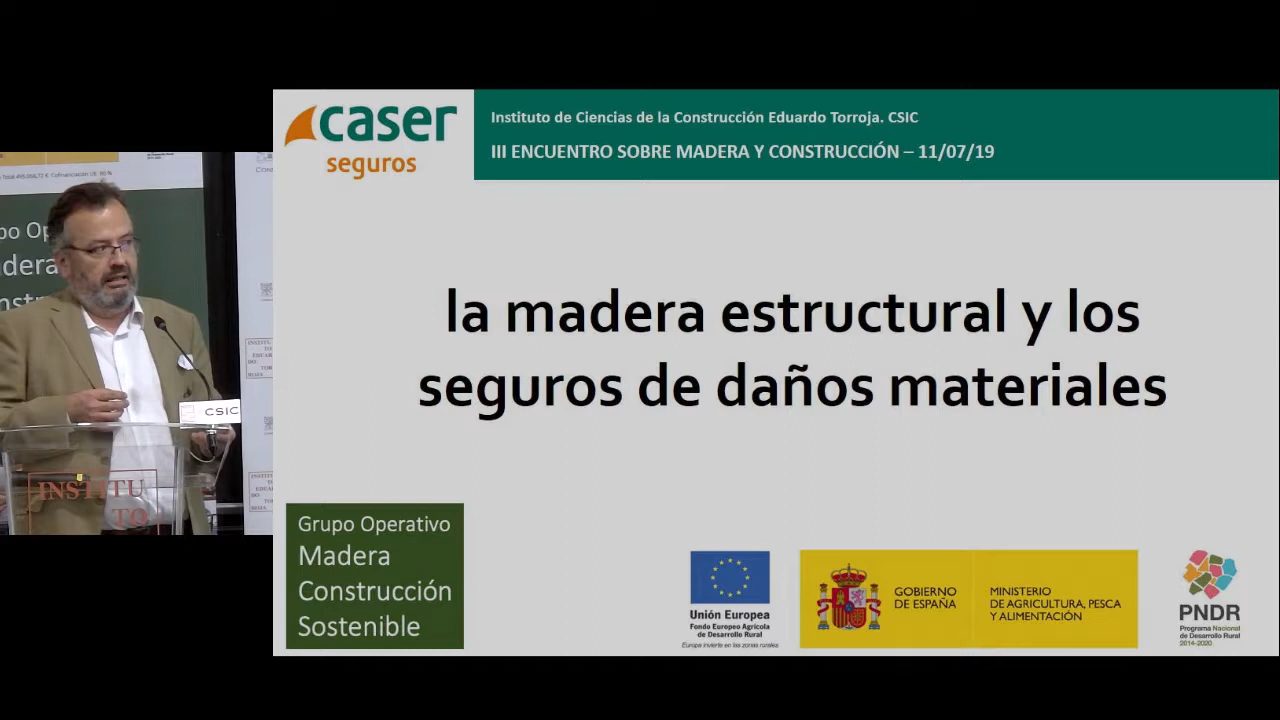 caser
seguros
Instituto de Ciencias de la Construcción Eduardo Torroja. CSIC
III ENCUENTRO SOBRE MADERA Y CONSTRUCCIÓN – 11/07/19
la madera estructural y los
seguros de daños materiales
Grupo Operativo
Madera
Construcción
Sostenible
Unión Europea
Fondo Europeo Agrícola
de Desarrollo Rural
Europe invierte en las zonas rurales
GOBIERNO
DE ESPAÑA
MINISTERIO
DE AGRICULTURA, PESCA
Y ALIMENTACIÓN
PNDR
Programa Nacional
de Desarrollo Rural
2014-2020
CSIC
INSTITU
TO